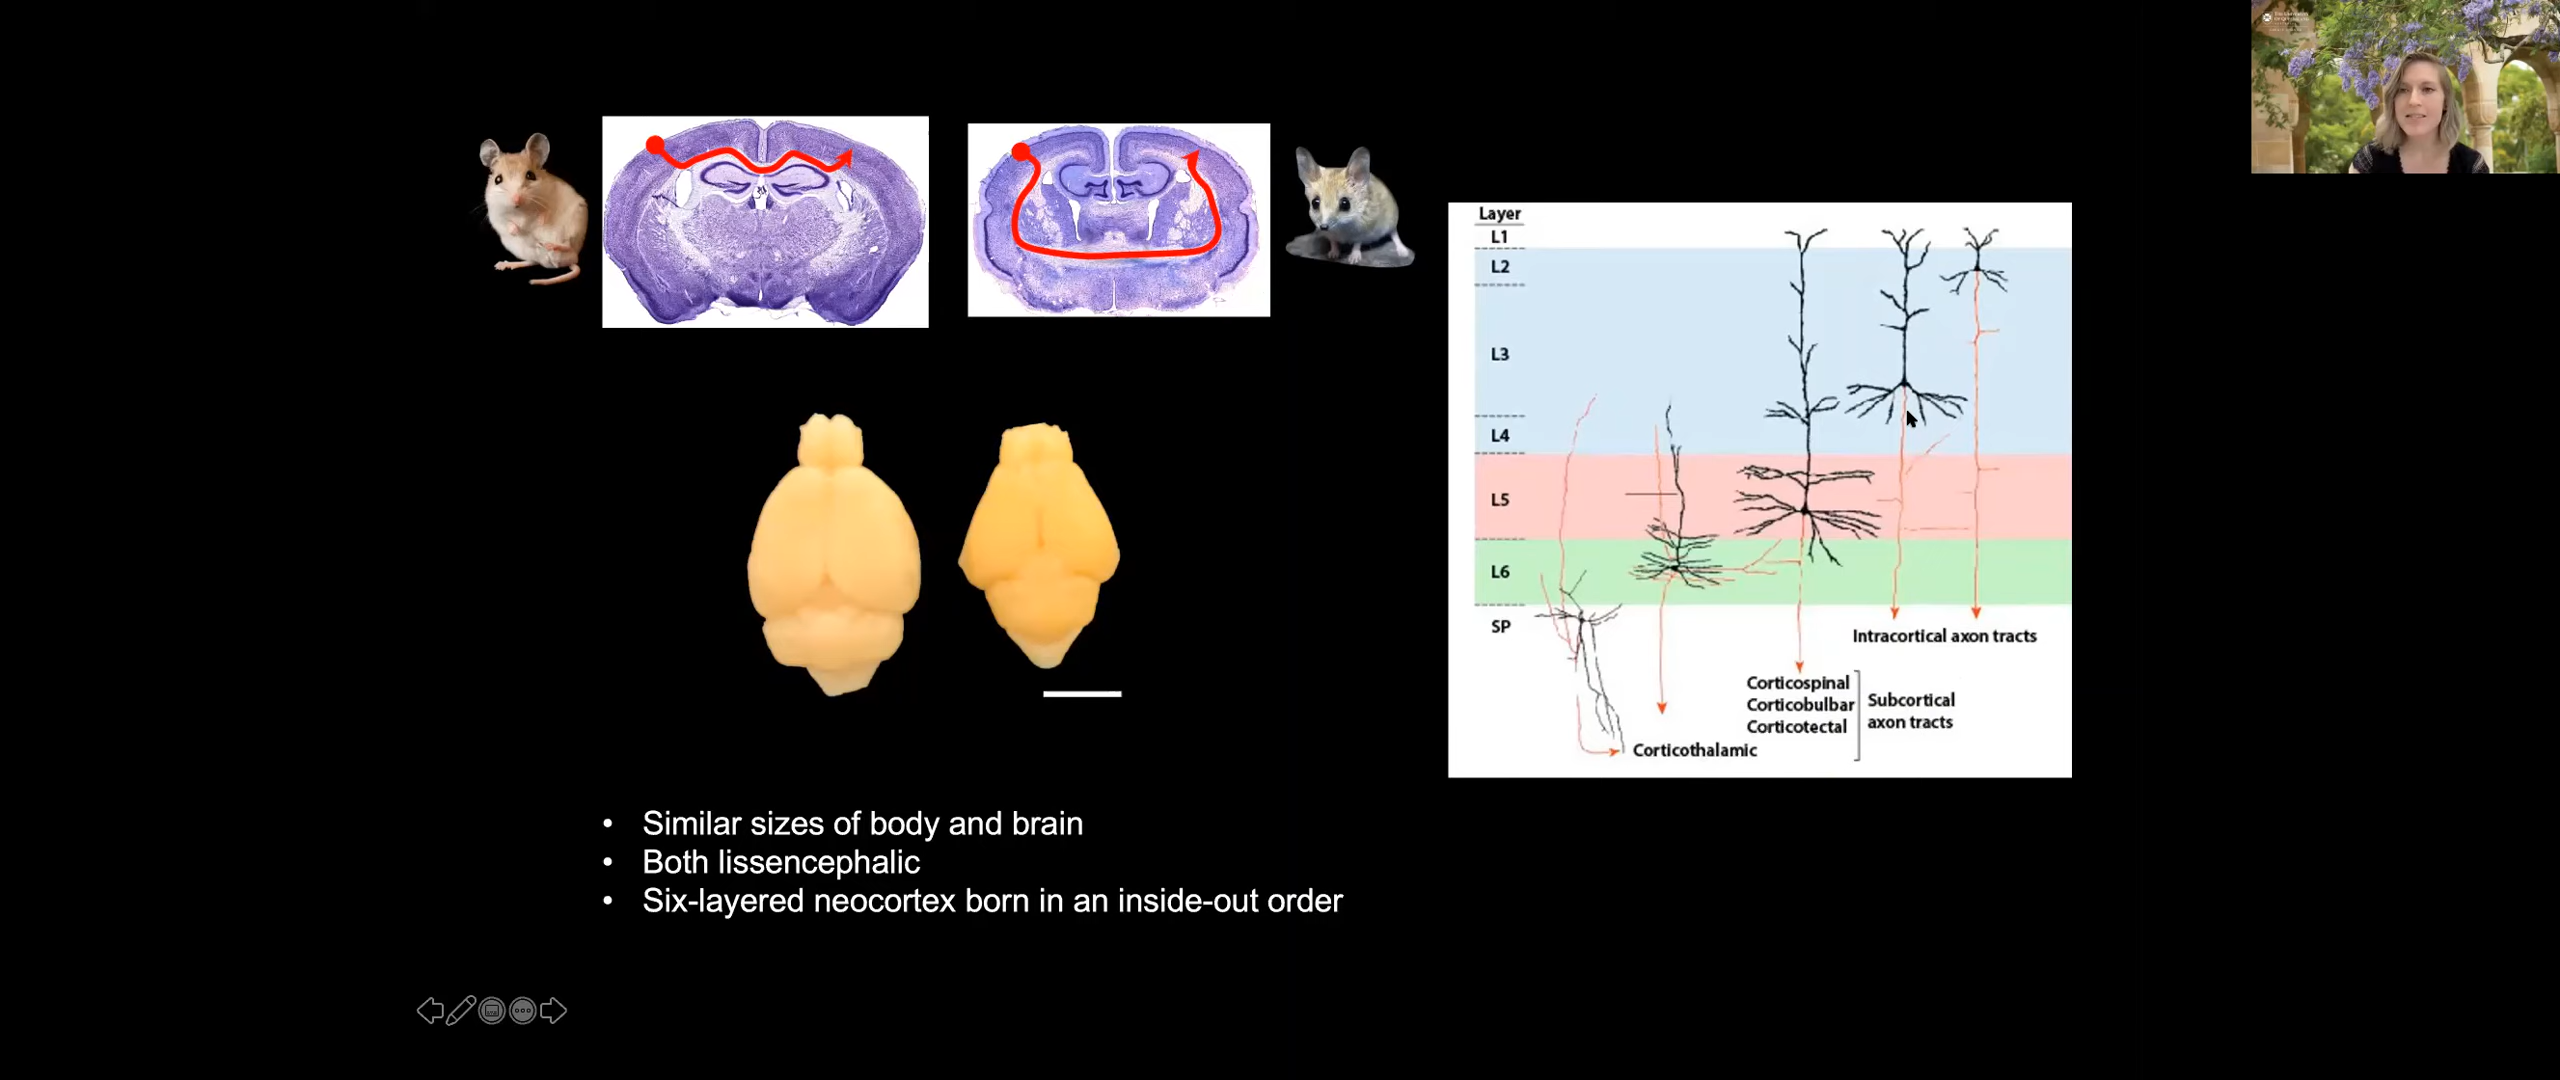 Layer
L1
L2
L3
L4
L5
L6
SP
Intracortical axon tracts
Corticospinal
Corticobulbar
Corticotectal
Subcortical
axon tracts
Corticothalamic
• Similar sizes of body and brain
• Both lissencephalic
• Six-layered neocortex born in an inside-out order